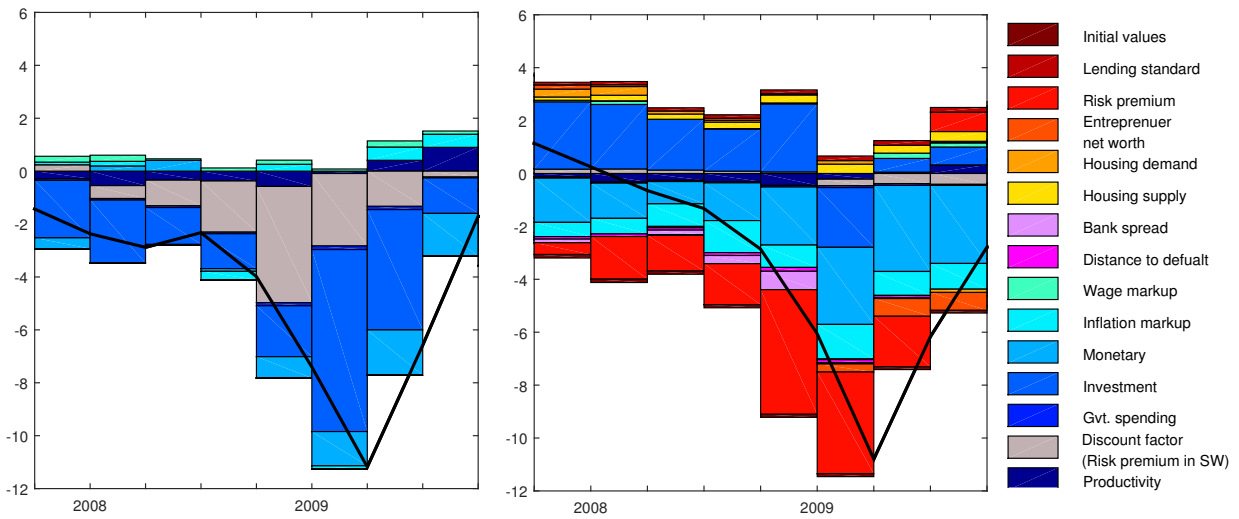 6
4
2
0
-2
-4
-6
-8
-10
-12
2008
2009
6
4
2
0
-2
-4
-6
-8
-10
-12
2008
2009
Initial values
Lending standard
Risk premium
Entreprenuer
net worth
Housing demand
Housing supply
Bank spread
Distance to defualt
Wage markup
Inflation markup
Monetary
Investment
Gvt. spending
Discount factor
(Risk premium in SW)
Productivity